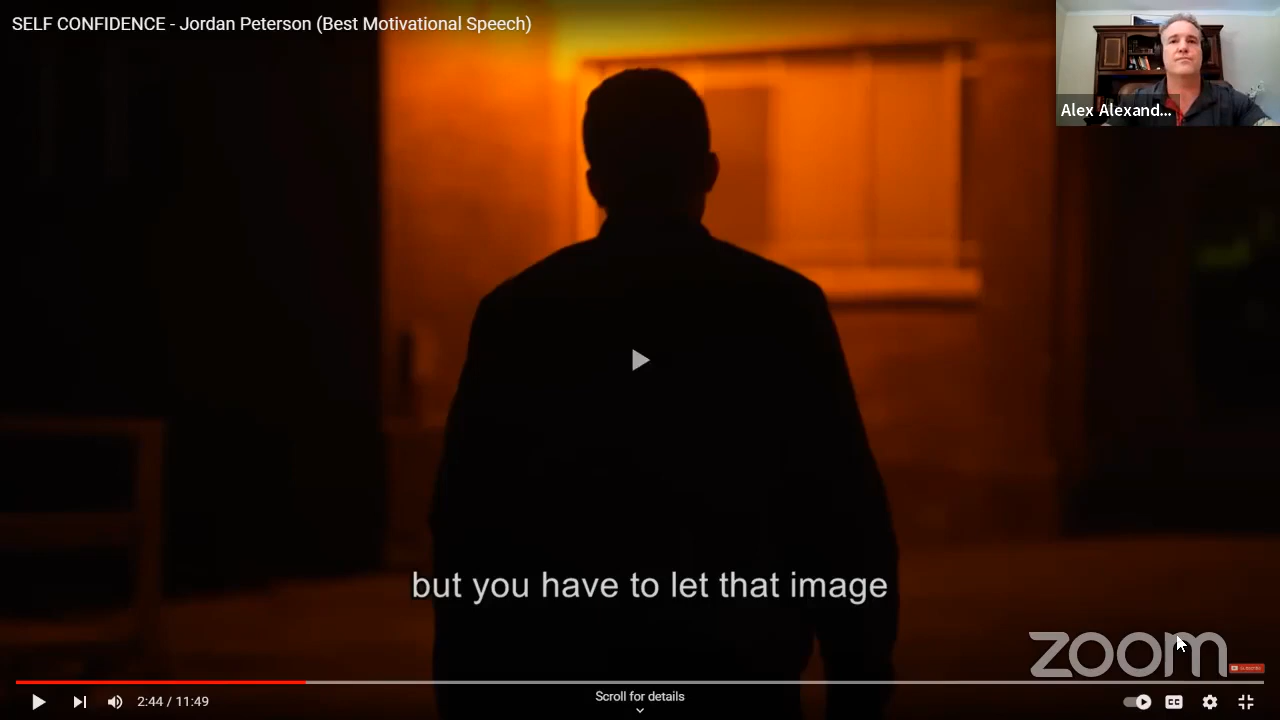 SELF CONFIDENCE - Jordan Peterson (Best Motivational Speech)
Alex Alexand...
but you have to let that image
zoom
2:44 / 11:49
Scroll for details
CC